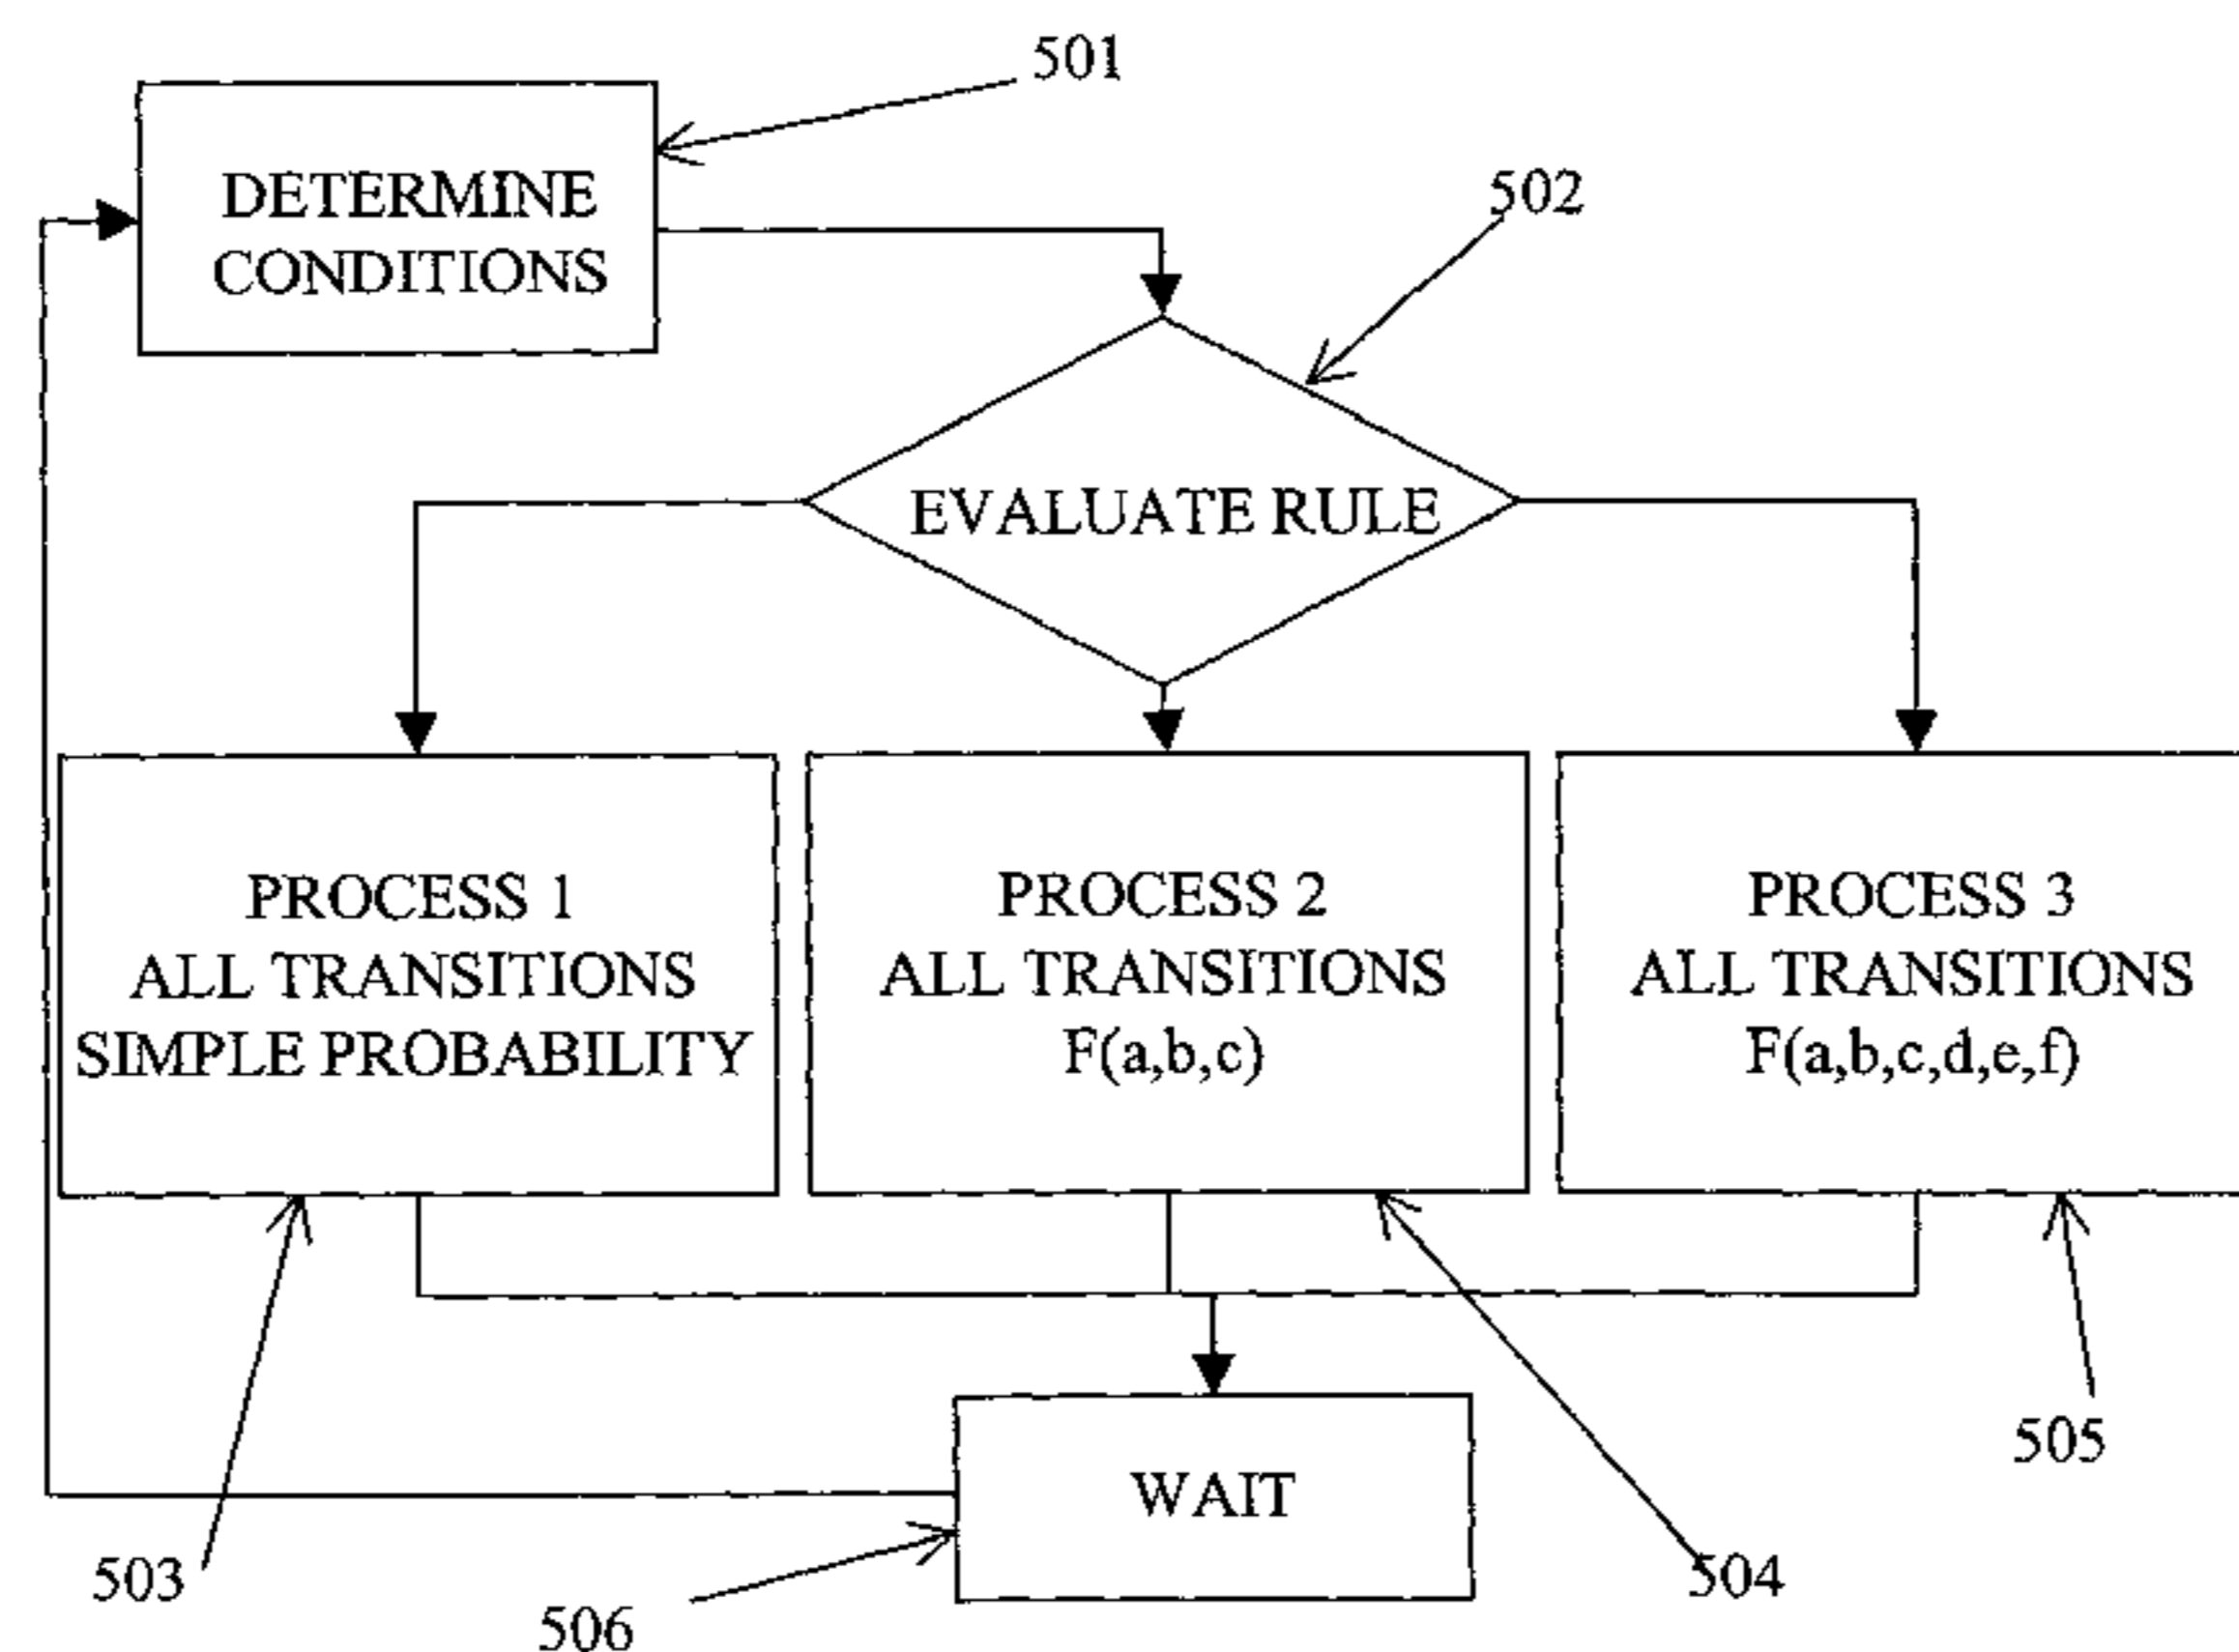 501
DETERMINE
CONDITIONS
502
EVALUATE RULE
PROCESS 1
ALL TRANSITIONS
SIMPLE PROBABILITY
PROCESS 2
ALL TRANSITIONS
F(a,b,c)
PROCESS 3
ALL TRANSITIONS
F(a,b,c,d,e,f)
505
WAIT
503
504
506